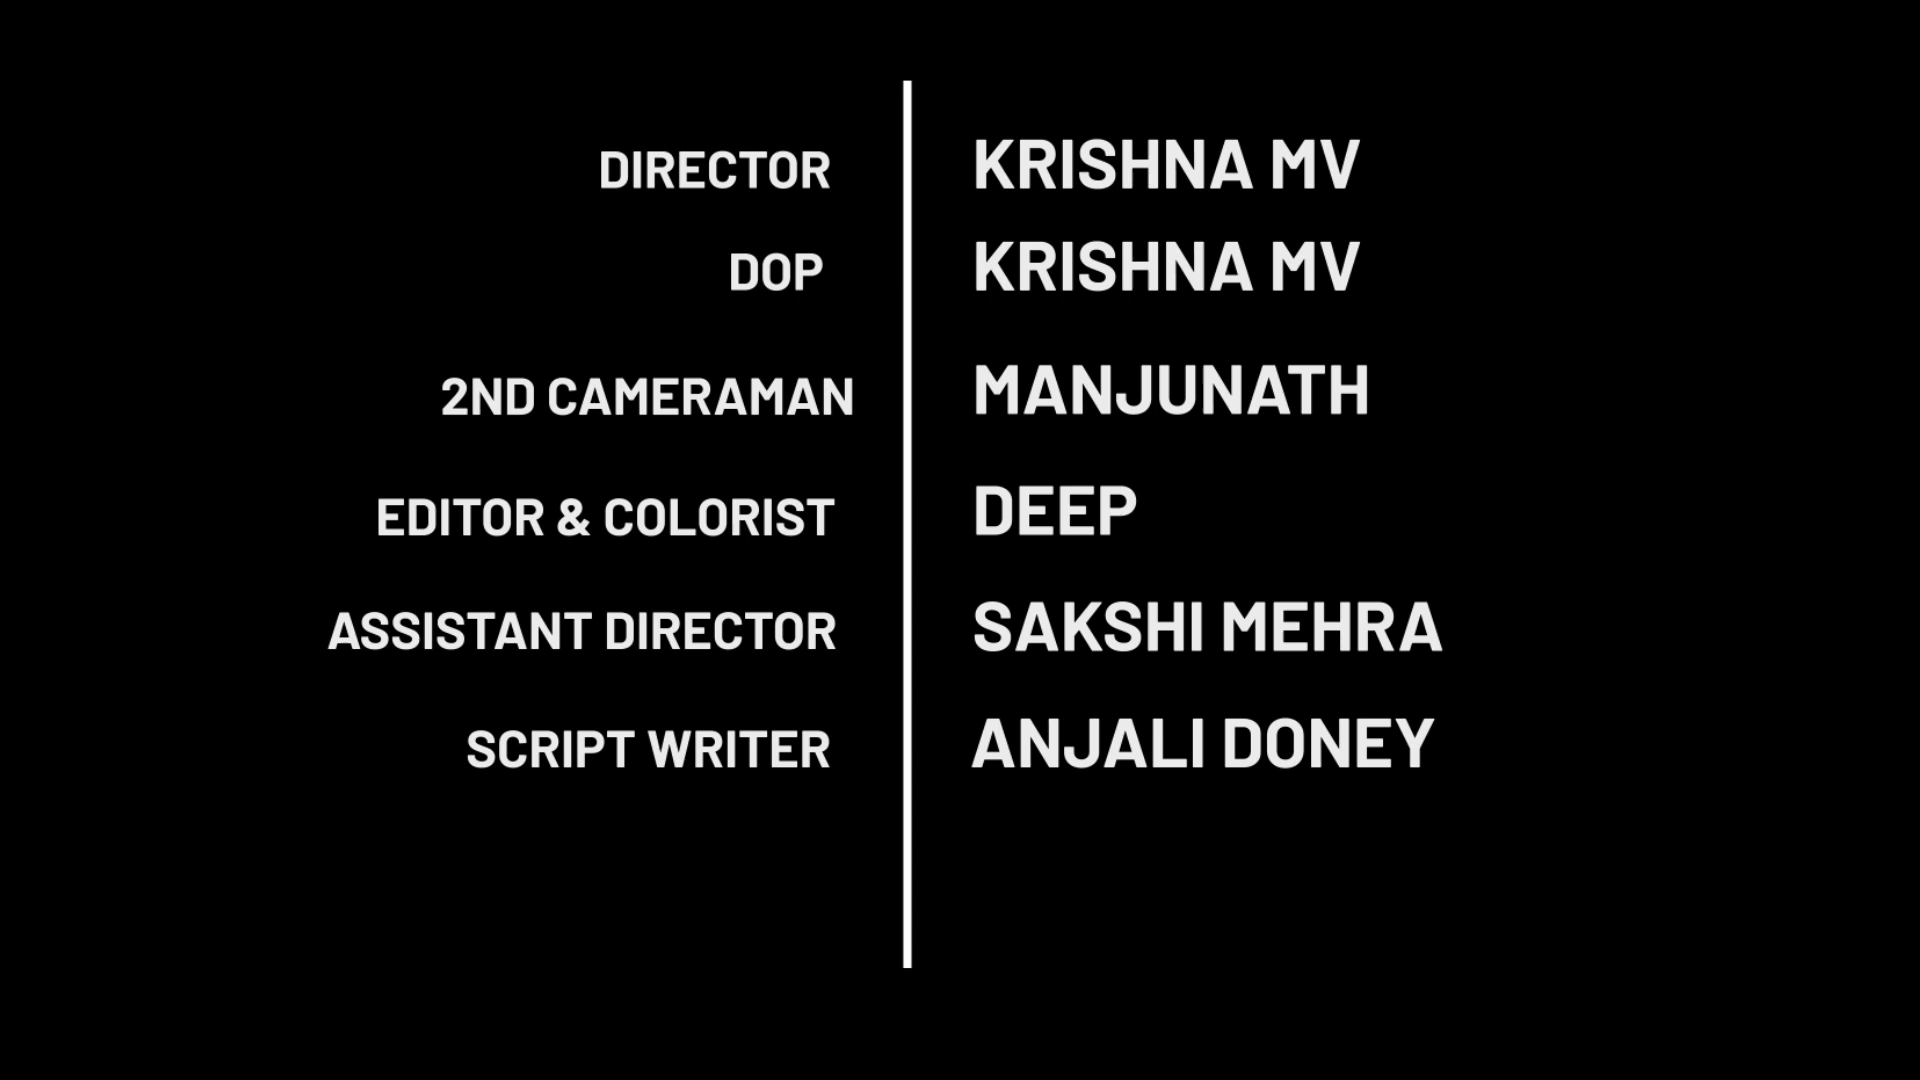 DIRECTOR KRISHNA MV
DOP KRISHNA MV
2ND CAMERAMAN MANJUNATH
EDITOR & COLORIST DEEP
ASSISTANT DIRECTOR SAKSHI MEHRA
SCRIPT WRITER ANJALI DONEY